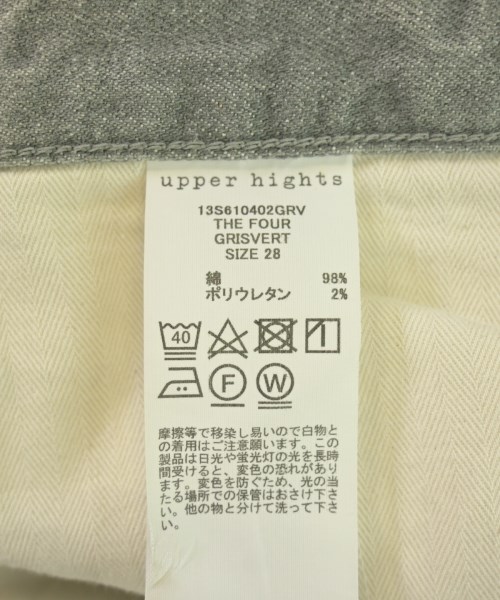 upper hights
13S610402GRV
THE FOUR
GRISVERT
SIZE 28
綿 98%
ポリウレタン 2%
40
F W
摩擦等で移染し易いので白物と
の着用はご注意願います。この
製品は日光や蛍光灯の光を長時
間受けると、変色の恐れがあり
ます。変色を防ぐため、光の当
たる場所での保管はおさけ下さ
い。他の物と分けて洗って下さ
い。